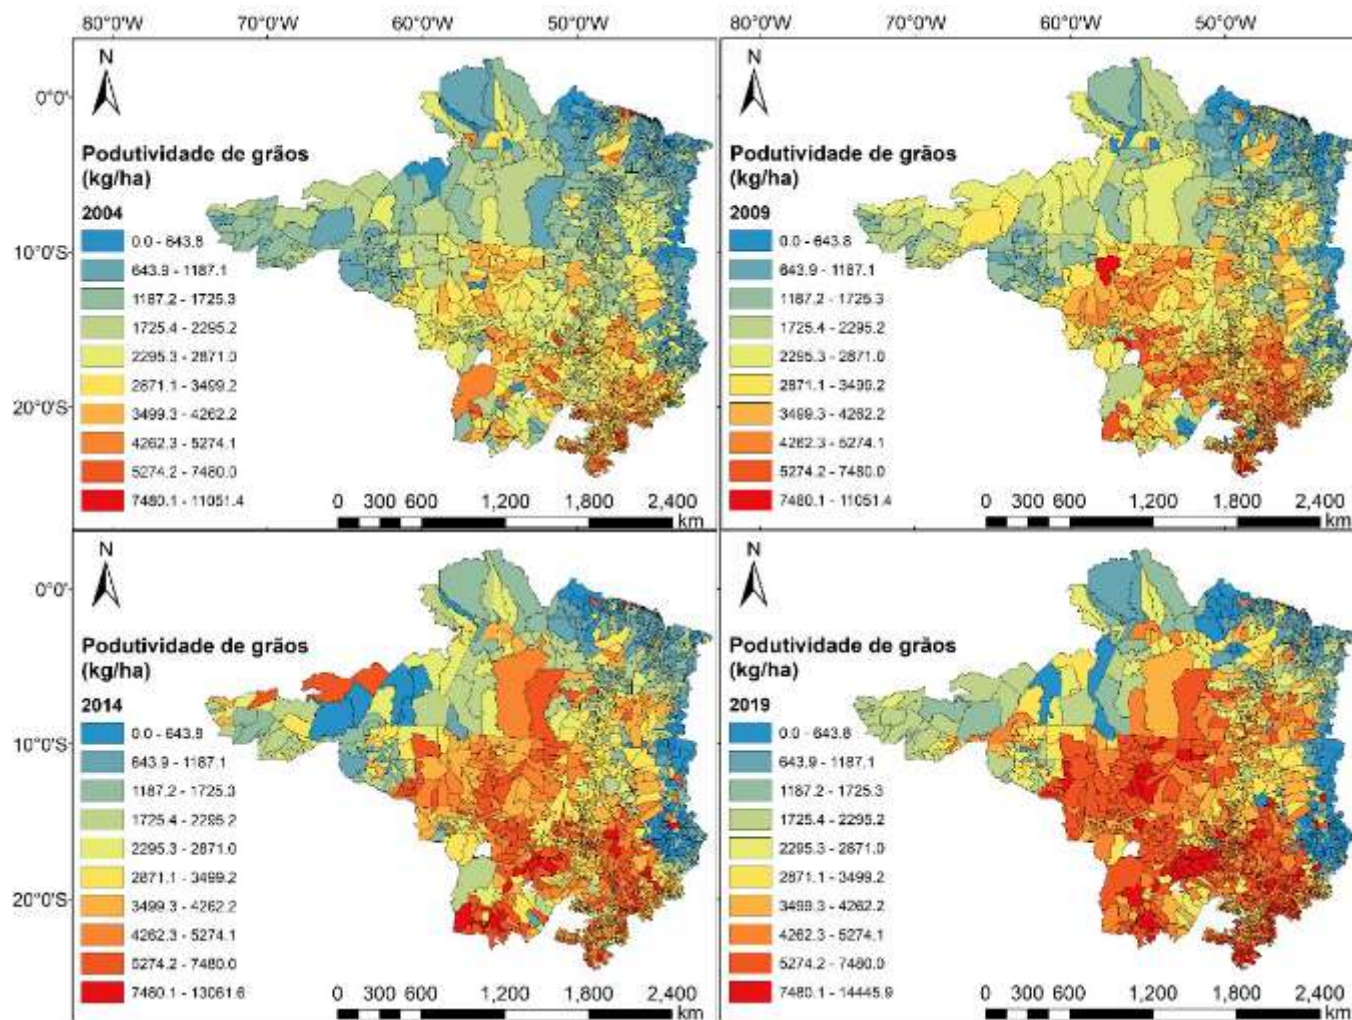 80°0'W 70°0'W 60°0'W 50°0'W 80°0'W 70°0'W 60°0'W 50°0'W
0°0'
10°0'S
20°0'S
N
Podutividade de grãos
(kg/ha)
2004
0.0 - 643.8
643.9 - 1187.1
1187.2 - 1725.3
1725.4 - 2295.2
2295.3 - 2871.0
2871.1 - 3499.2
3499.3 - 4262.2
4262.3 - 5274.1
5274.2 - 7480.0
7480.1 - 11051.4
0 300 600 1,200 1,800 2,400
km
N
Podutividade de grãos
(kg/ha)
2009
0.0 - 643.8
643.9 - 1187.1
1187.2 - 1725.3
1725.4 - 2295.2
2295.3 - 2871.0
2871.1 - 3499.2
3499.3 - 4262.2
4262.3 - 5274.1
5274.2 - 7480.0
7480.1 - 11051.4
0 300 600 1,200 1,800 2,400
km
0°0'
10°0'S
20°0'S
N
Podutividade de grãos
(kg/ha)
2014
0.0 - 643.8
643.9 - 1187.1
1187.2 - 1725.3
1725.4 - 2295.2
2295.3 - 2871.0
2871.1 - 3499.2
3499.3 - 4262.2
4262.3 - 5274.1
5274.2 - 7480.0
7480.1 - 13061.6
0 300 600 1,200 1,800 2,400
km
N
Podutividade de grãos
(kg/ha)
2019
0.0 - 643.8
643.9 - 1187.1
1187.2 - 1725.3
1725.4 - 2295.2
2295.3 - 2871.0
2871.1 - 3499.2
3499.3 - 4262.2
4262.3 - 5274.1
5274.2 - 7480.0
7480.1 - 14445.9
0 300 600 1,200 1,800 2,400
km